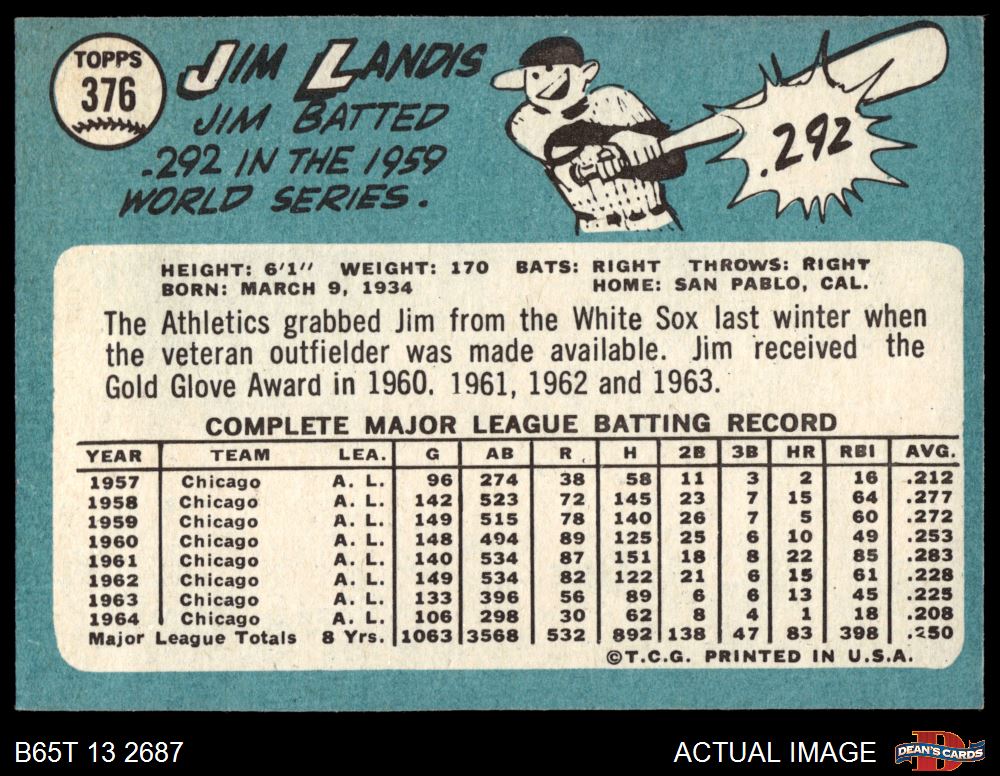 TOPPS
376
JIM LANDIS
JIM BATTED
.292 IN THE 1959
WORLD SERIES.
.292
HEIGHT: 6'1" WEIGHT: 170 BATS: RIGHT THROWS: RIGHT
BORN: MARCH 9, 1934 HOME: SAN PABLO, CAL.
The Athletics grabbed Jim from the White Sox last winter when
the veteran outfielder was made available. Jim received the
Gold Glove Award in 1960. 1961, 1962 and 1963.
COMPLETE MAJOR LEAGUE BATTING RECORD
YEAR TEAM LEA. G AB R H 2B 3B HR RBI AVG.
1957 Chicago A. L. 96 274 38 58 11 3 2 16 .212
1958 Chicago A. L. 142 523 72 145 23 7 15 64 .277
1959 Chicago A. L. 149 515 78 140 26 7 5 60 .272
1960 Chicago A. L. 148 494 89 125 25 6 10 49 .253
1961 Chicago A. L. 140 534 87 151 18 8 22 85 .283
1962 Chicago A. L. 149 534 82 122 21 6 15 61 .228
1963 Chicago A. L. 133 396 56 89 6 6 13 45 .225
1964 Chicago A. L. 106 298 30 62 8 4 1 18 .208
Major League Totals 8 Yrs. 1063 3568 532 892 138 47 83 398 .250
©T.C.G. PRINTED IN U.S.A.
B65T 13 2687 ACTUAL IMAGE DEAN'S CARDS